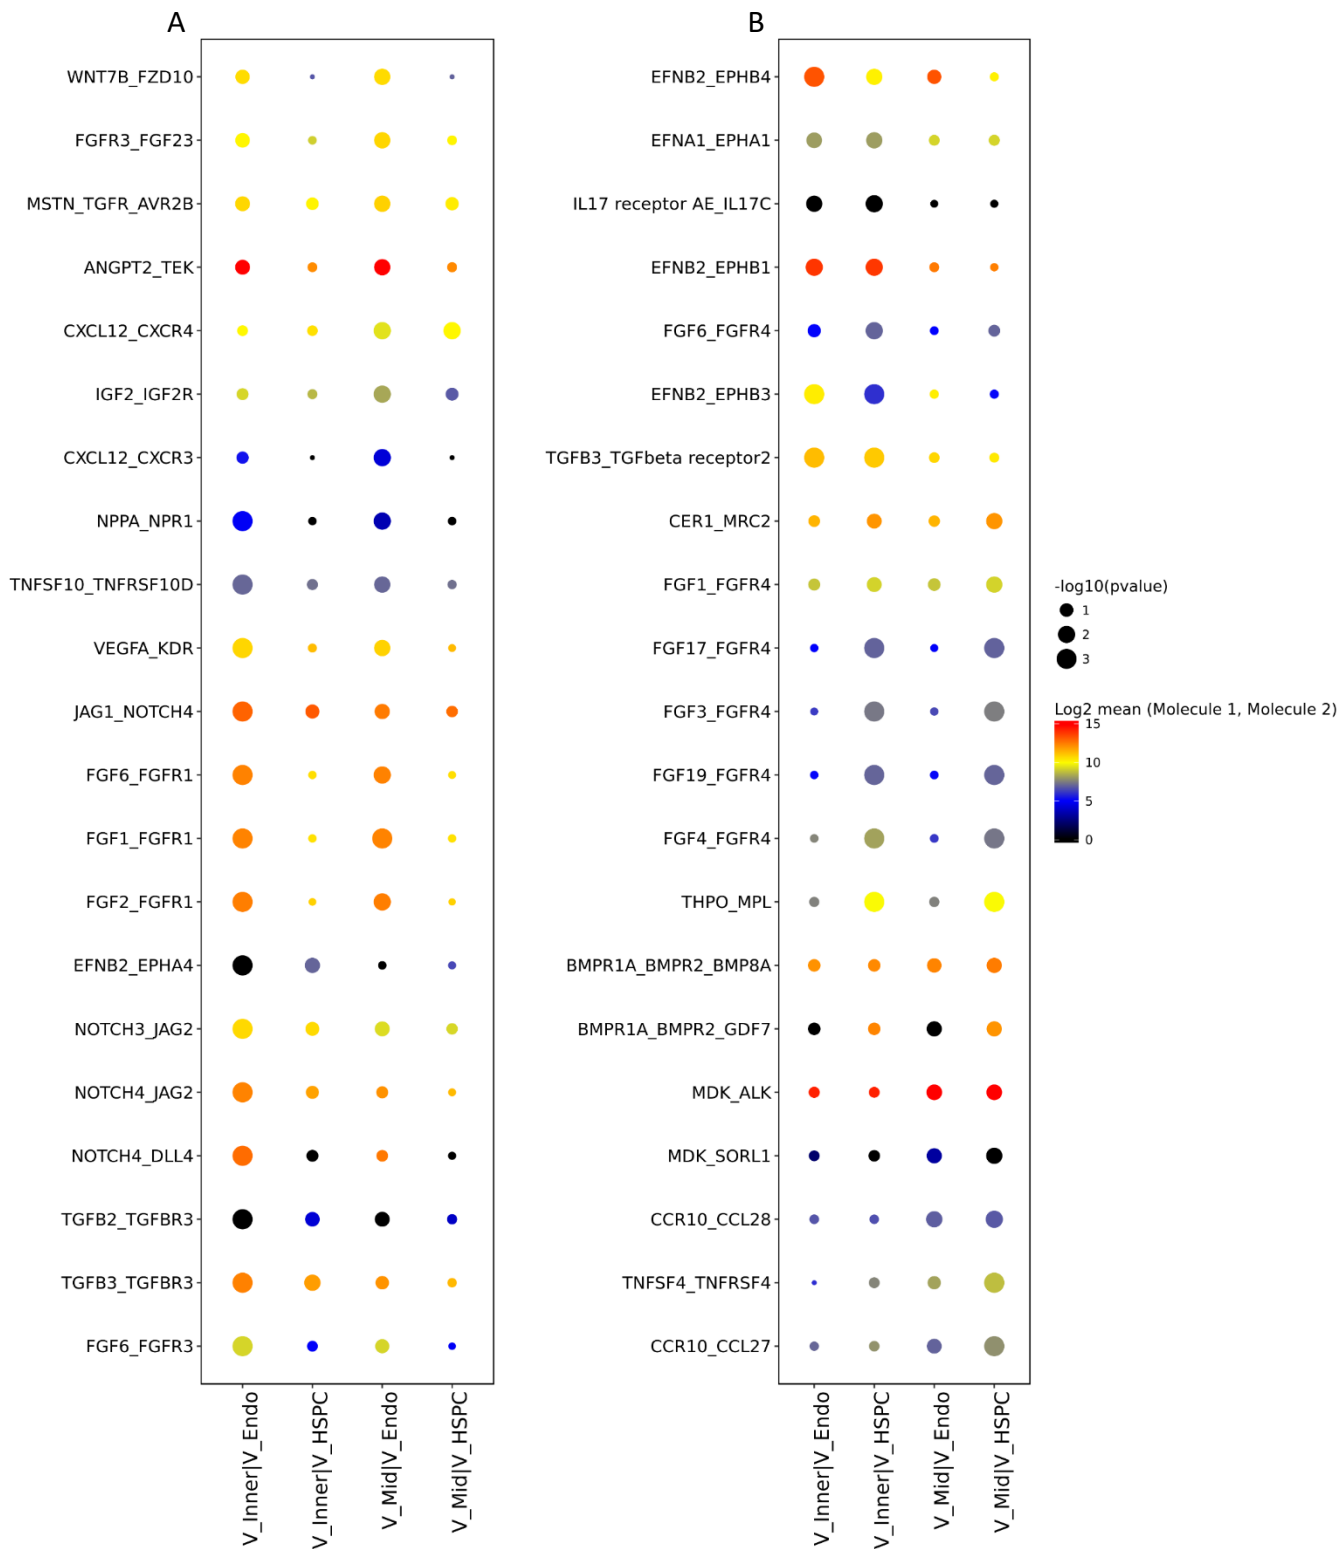 A
WNT7B_FZD10
FGFR3_FGF23
MSTN_TGFR_AVR2B
ANGPT2_TEK
CXCL12_CXCR4
IGF2_IGF2R
CXCL12_CXCR3
NPPA_NPR1
TNFSF10_TNFRSF10D
VEGFA_KDR
JAG1_NOTCH4
FGF6_FGFR1
FGF1_FGFR1
FGF2_FGFR1
EFNB2_EPHA4
NOTCH3_JAG2
NOTCH4_JAG2
NOTCH4_DLL4
TGFB2_TGFBR3
TGFB3_TGFBR3
FGF6_FGFR3
V_Inner|V_Endo
V_Inner|V_HSPC
V_Mid|V_Endo
V_Mid|V_HSPC
B
EFNB2_EPHB4
EFNA1_EPHA1
IL17 receptor AE_IL17C
EFNB2_EPHB1
FGF6_FGFR4
EFNB2_EPHB3
TGFB3_TGFbeta receptor2
CER1_MRC2
FGF1_FGFR4
FGF17_FGFR4
FGF3_FGFR4
FGF19_FGFR4
FGF4_FGFR4
THPO_MPL
BMPR1A_BMPR2_BMP8A
BMPR1A_BMPR2_GDF7
MDK_ALK
MDK_SORL1
CCR10_CCL28
TNFSF4_TNFRSF4
CCR10_CCL27
V_Inner|V_Endo
V_Inner|V_HSPC
V_Mid|V_Endo
V_Mid|V_HSPC
-log10(pvalue)
1
2
3
Log2 mean (Molecule 1, Molecule 2)
15
10
5
0